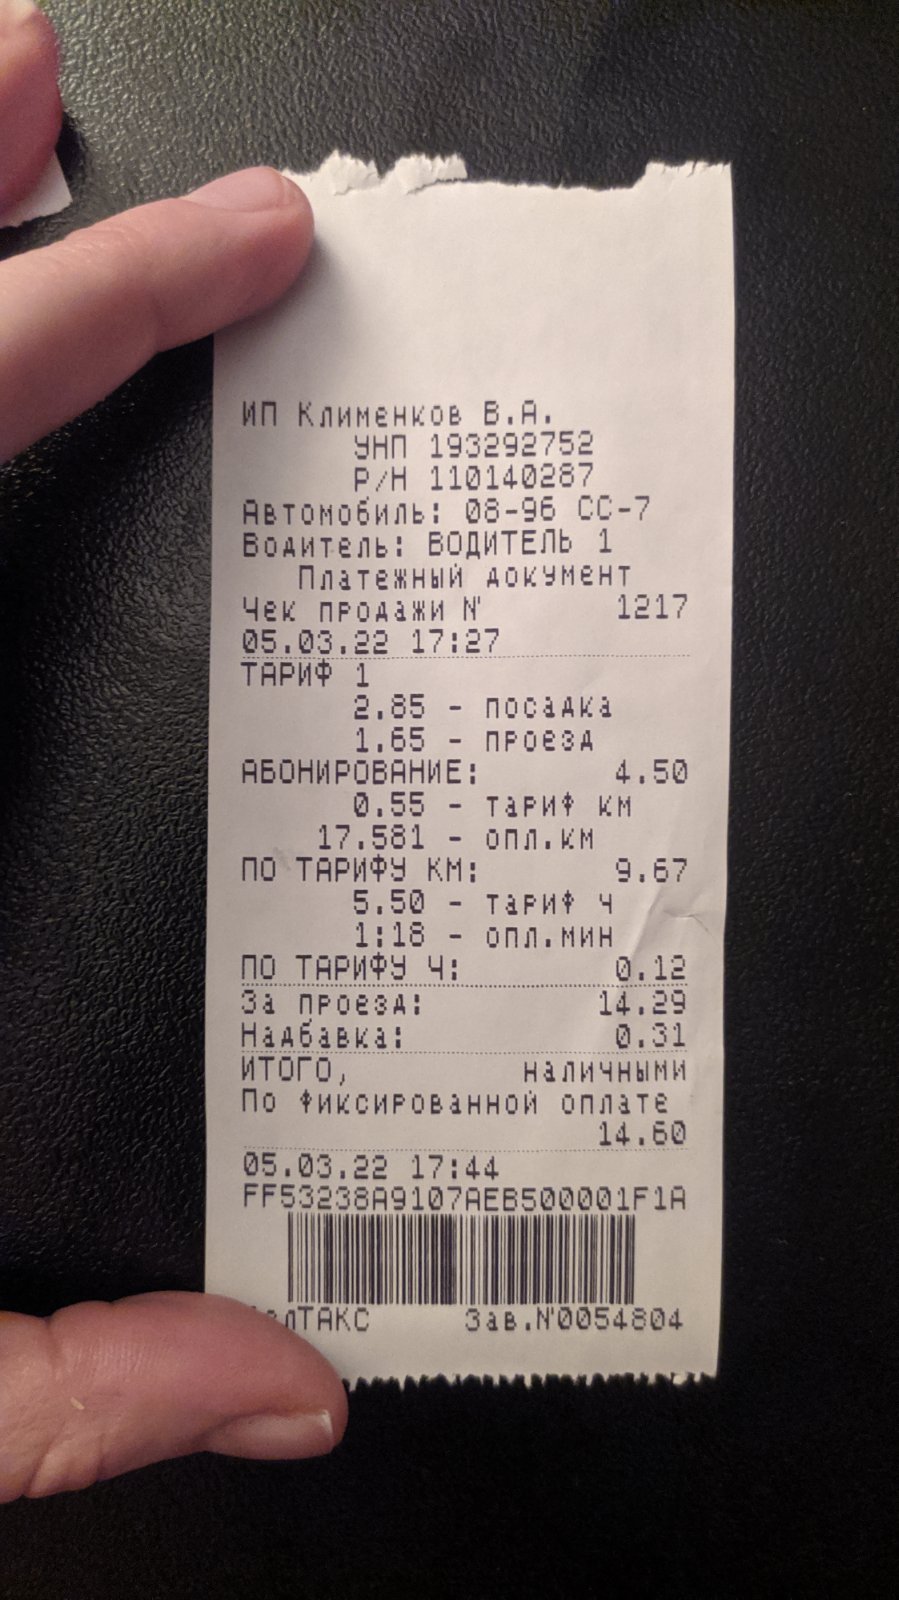 ИП Клименков В.А.
УНП 193292752
Р/Н 110140287
Автомобиль: 08-96 СС-7
Водитель: ВОДИТЕЛЬ 1
Платежный документ
Чек продажи № 1217
05.03.22 17:27
ТАРИФ 1
2.85 - посадка
1.65 - проезд
АБОНИРОВАНИЕ: 4.50
0.55 - тариф км
17.581 - опл.км
ПО ТАРИФУ КМ: 9.67
5.50 - тариф ч
1:18 - опл.мин
ПО ТАРИФУ Ч: 0.12
За проезд: 14.29
Надбавка: 0.31
ИТОГО, наличными
По фиксированной оплате
14.60
05.03.22 17:44
FF53238A9107AEB500001F1A
Зав.№0054804